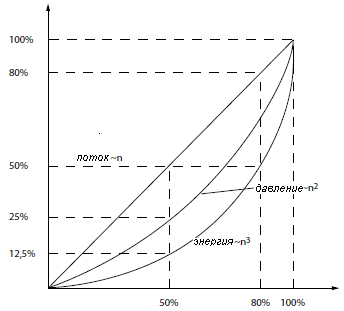 100%
80%
поток~n
50%
давление~n²
25%
энергия~n³
12,5%
50%
80%
100%